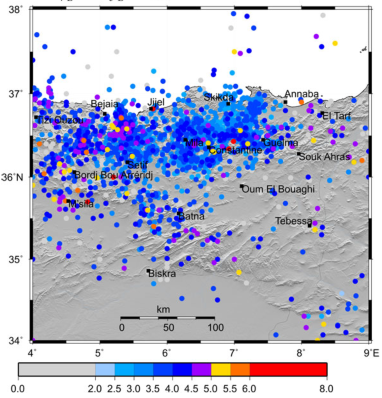 38˚
Annaba
37˚
Skikda
Jijel
Bejaia
El Tarf
Tizi Ouzou
Mila
Guelma
Constantine
Souk Ahras
Setif
36˚N
Bordj Bou Arréridj
Oum El Bouaghi
Msila
Batna
Tebessa
35˚
Biskra
km
0 50 100
34˚
4˚ 5˚ 6˚ 7˚ 8˚ 9˚E
0.0 2.0 2.5 3.0 3.5 4.0 4.5 5.0 5.5 6.0 8.0